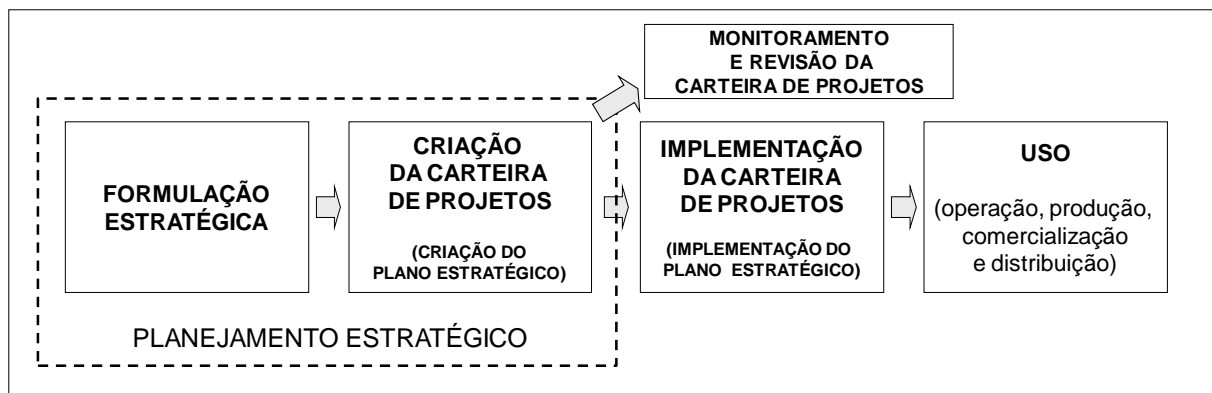 MONITORAMENTO
E REVISÃO DA
CARTEIRA DE PROJETOS
FORMULAÇÃO
ESTRATÉGICA
CRIAÇÃO
DA CARTEIRA
DE PROJETOS
(CRIAÇÃO DO
PLANO ESTRATÉGICO)
IMPLEMENTAÇÃO
DA CARTEIRA
DE PROJETOS
(IMPLEMENTAÇÃO DO
PLANO ESTRATÉGICO)
USO
(operação, produção,
comercialização
e distribuição)
PLANEJAMENTO ESTRATÉGICO